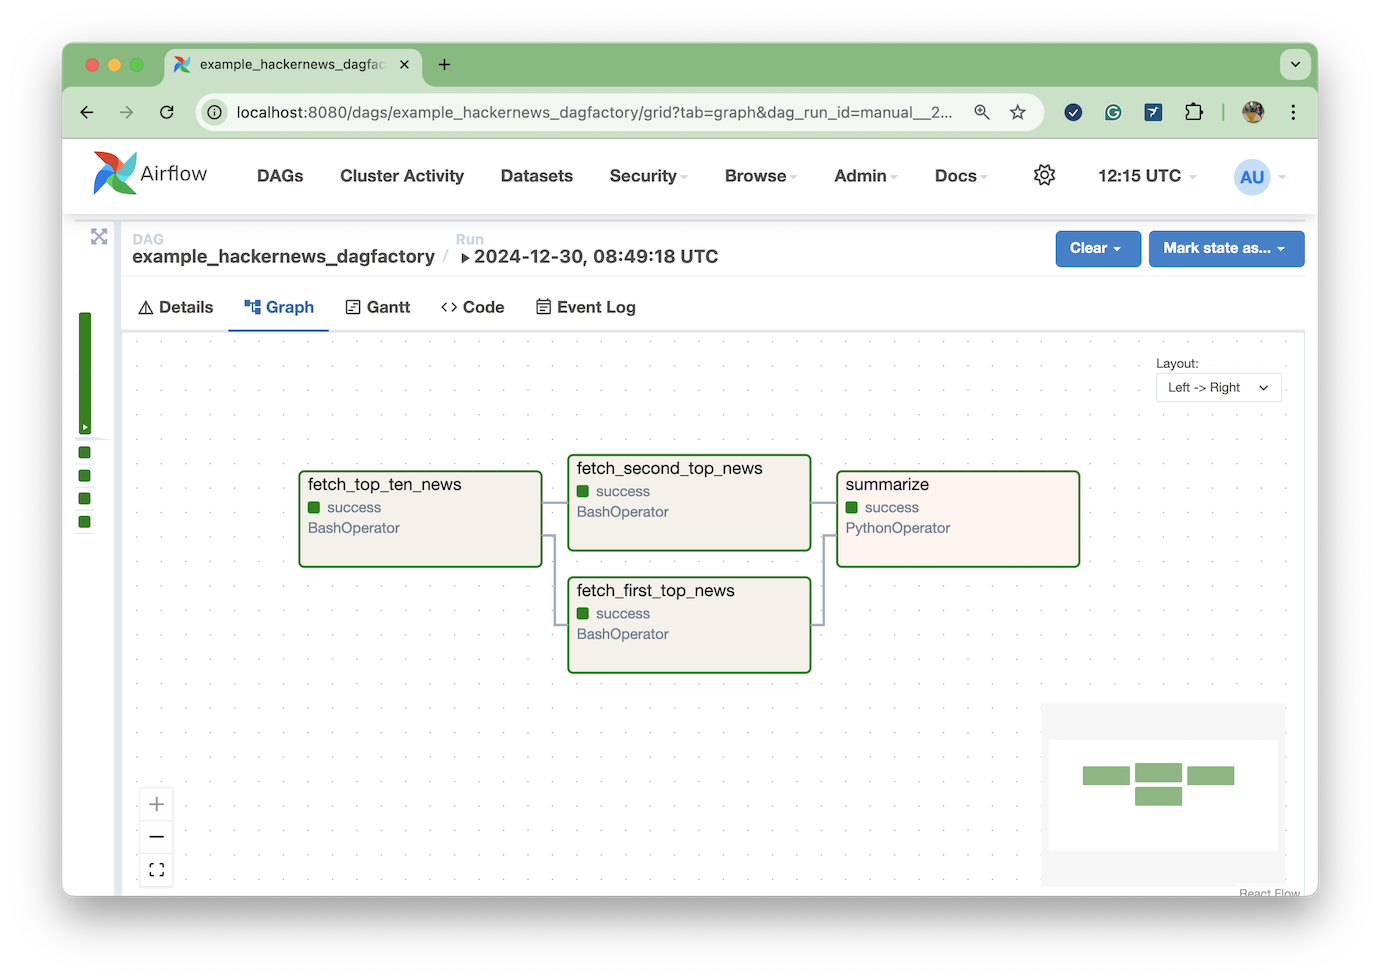 example_hackernews_dagfac
localhost:8080/dags/example_hackernews_dagfactory/grid?tab=graph&dag_run_id=manual__2...
Airflow DAGs Cluster Activity Datasets Security Browse Admin Docs 12:15 UTC AU
DAG Run
example_hackernews_dagfactory / 2024-12-30, 08:49:18 UTC
Clear Mark state as...
Details Graph Gantt <> Code Event Log
Layout:
Left -> Right
fetch_top_ten_news
success
BashOperator
fetch_second_top_news
success
BashOperator
fetch_first_top_news
success
BashOperator
summarize
success
PythonOperator
React Flow